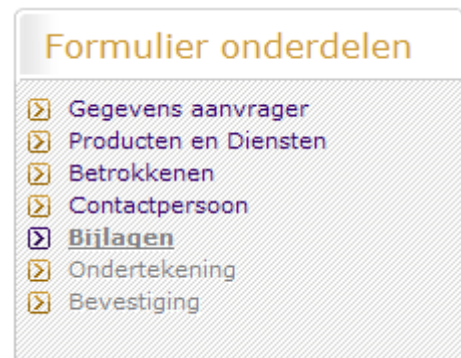 Formulier onderdelen
Gegevens aanvrager
Producten en Diensten
Betrokkenen
Contactpersoon
Bijlagen
Ondertekening
Bevestiging